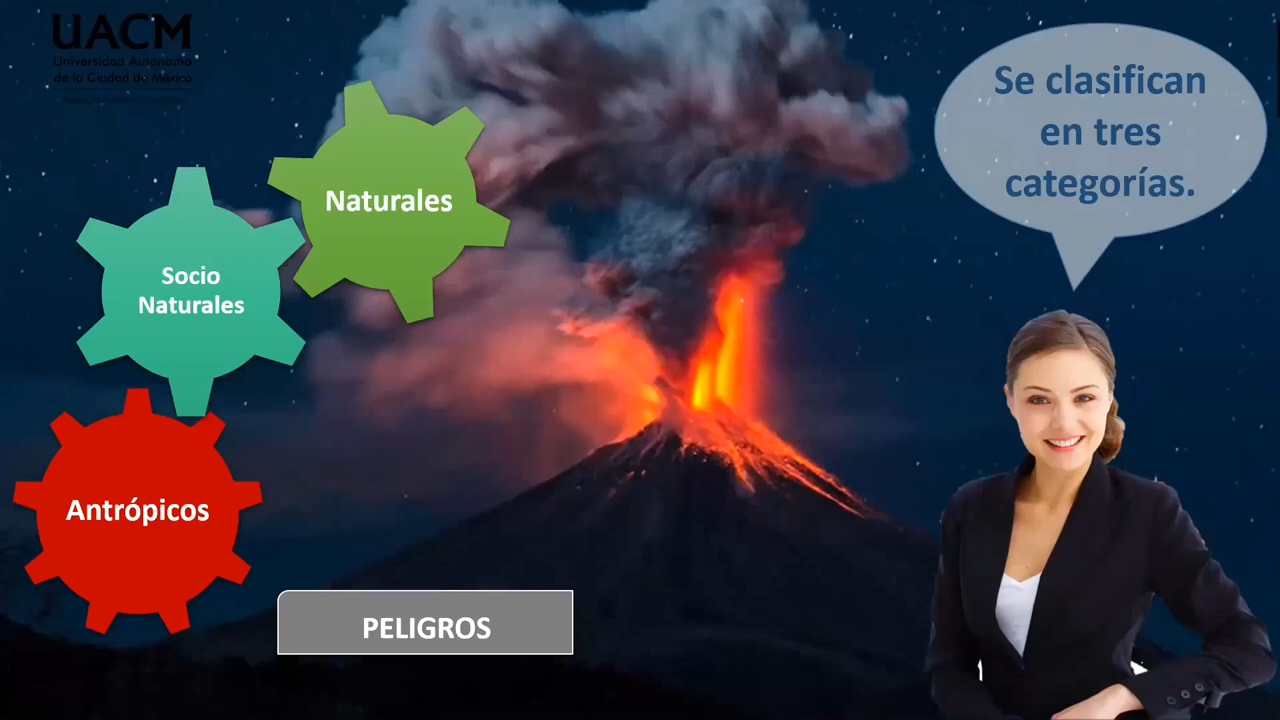 UACM
Universidad Autónoma
de la Ciudad de México
Se clasifican
en tres
categorías.
Naturales
Socio
Naturales
Antrópicos
PELIGROS